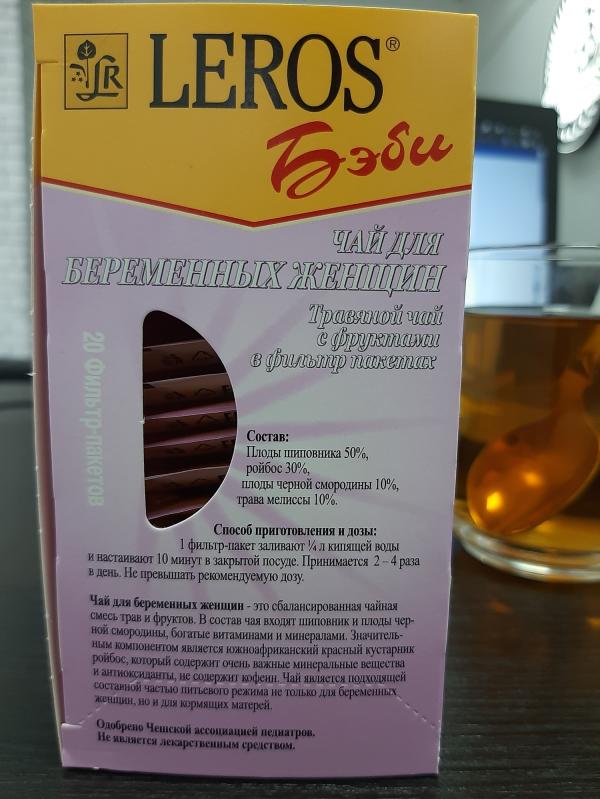 LR
LEROS®
Бэби
ЧАЙ ДЛЯ
БЕРЕМЕННЫХ ЖЕНЩИН
Травяной чай
с фруктами
в фильтр пакетах
20 Фильтр-пакетов
Состав:
Плоды шиповника 50%,
ройбос 30%,
плоды черной смородины 10%,
трава мелиссы 10%.
Способ приготовления и дозы:
1 фильтр-пакет заливают ¼ л кипящей воды
и настаивают 10 минут в закрытой посуде. Принимается 2 – 4 раза
в день. Не превышать рекомендуемую дозу.
Чай для беременных женщин - это сбалансированная чайная
смесь трав и фруктов. В состав чая входят шиповник и плоды чер-
ной смородины, богатые витаминами и минералами. Значитель-
ным компонентом является южноафриканский красный кустарник
ройбос, который содержит очень важные минеральные вещества
и антиоксиданты, не содержит кофеин. Чай является подходящей
составной частью питьевого режима не только для беременных
женщин, но и для кормящих матерей.
Одобрено Чешской ассоциацией педиатров.
Не является лекарственным средством.